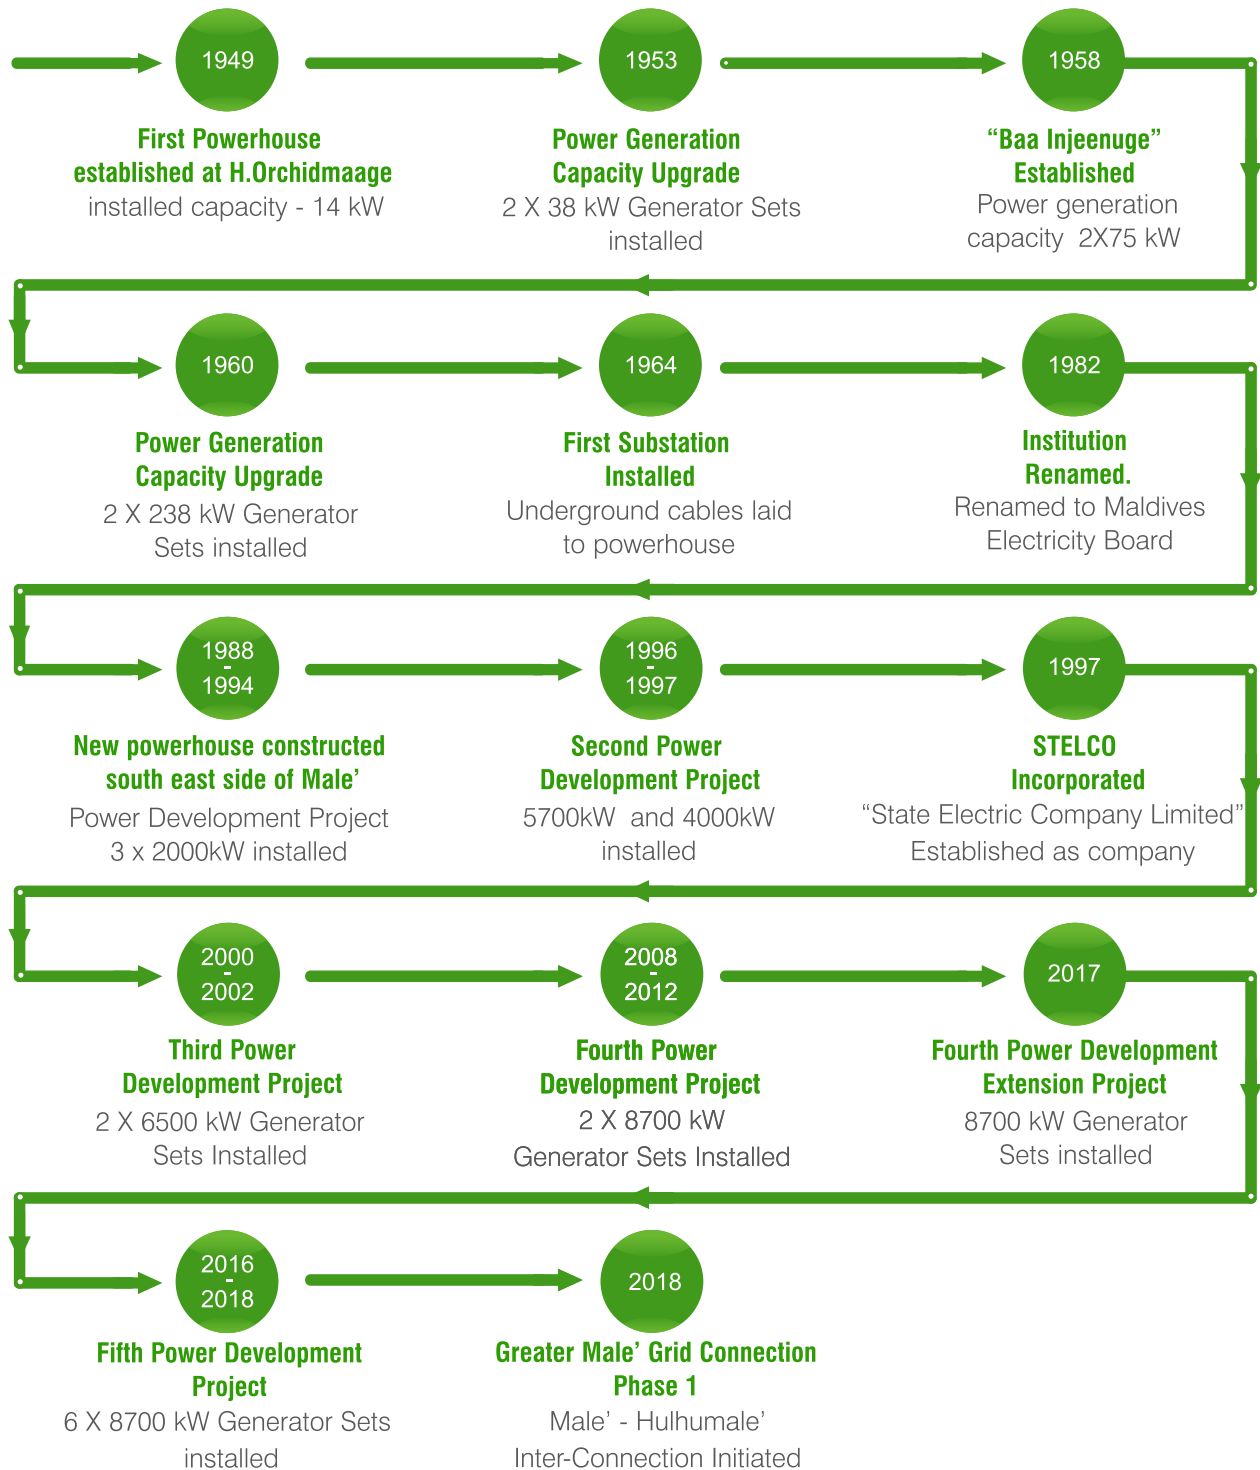 1949
First Powerhouse
established at H.Orchidmaage
installed capacity - 14 kW
1953
Power Generation
Capacity Upgrade
2 X 38 kW Generator Sets
installed
1958
“Baa Injeenuge”
Established
Power generation
capacity  2X75 kW
1960
Power Generation
Capacity Upgrade
2 X 238 kW Generator
Sets installed
1964
First Substation
Installed
Underground cables laid
to powerhouse
1982
Institution
Renamed.
Renamed to Maldives
Electricity Board
1988
-
1994
New powerhouse constructed
south east side of Male’
Power Development Project
3 x 2000kW installed
1996
-
1997
Second Power
Development Project
5700kW  and 4000kW
installed
1997
STELCO
Incorporated
“State Electric Company Limited”
Established as company
2000
-
2002
Third Power
Development Project
2 X 6500 kW Generator
Sets Installed
2008
-
2012
Fourth Power
Development Project
2 X 8700 kW
Generator Sets Installed
2017
Fourth Power Development
Extension Project
8700 kW Generator
Sets installed
2016
-
2018
Fifth Power Development
Project
6 X 8700 kW Generator Sets
installed
2018
Greater Male’ Grid Connection
Phase 1
Male’ - Hulhumale’
Inter-Connection Initiated